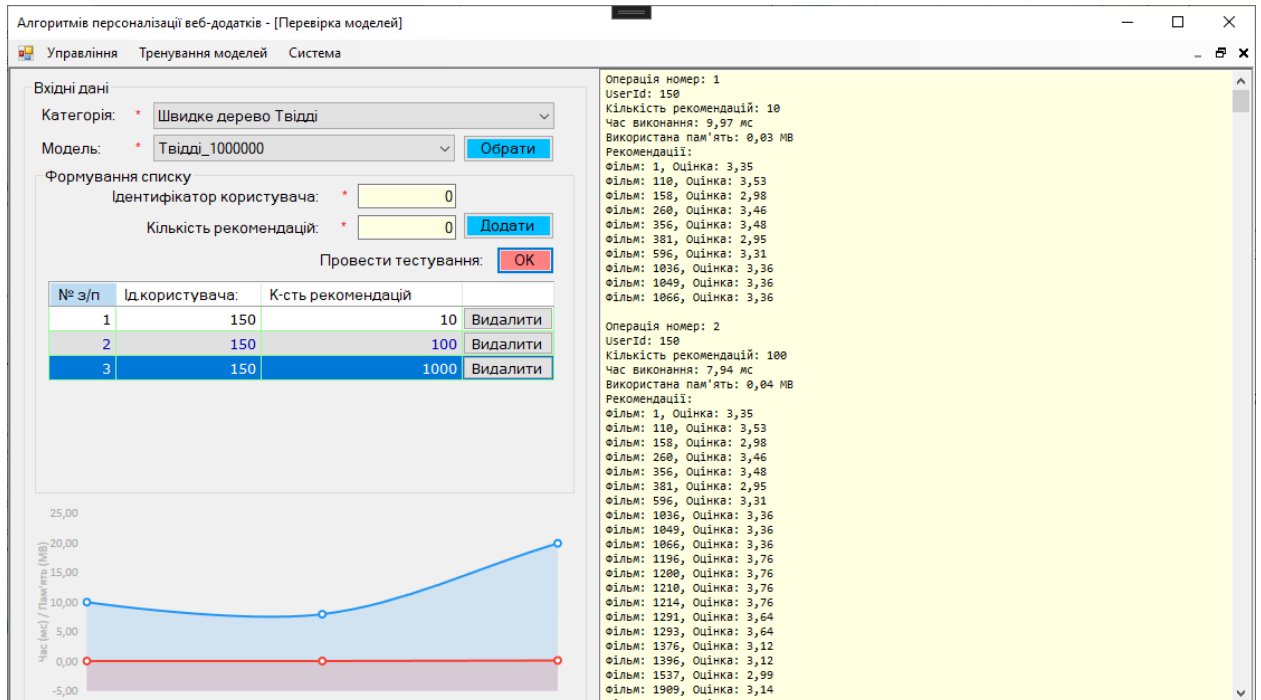 Алгоритмів персоналізації веб-додатків - [Перевірка моделей]
Управління Тренування моделей Система
Вхідні дані
Категорія: * Швидке дерево Твідді
Модель: * Твідді_1000000 Обрати
Формування списку
Ідентифікатор користувача: * 0
Кількість рекомендацій: * 0 Додати
Провести тестування: OK
№ з/п Ід.користувача: К-сть рекомендацій
1 150 10 Видалити
2 150 100 Видалити
3 150 1000 Видалити
Час (мс) / Пам'ять (MB)
25,00
20,00
15,00
10,00
5,00
0,00
-5,00
Операція номер: 1
UserId: 150
Кількість рекомендацій: 10
Час виконання: 9,97 мс
Використана пам'ять: 0,03 MB
Рекомендації:
Фільм: 1, Оцінка: 3,35
Фільм: 110, Оцінка: 3,53
Фільм: 158, Оцінка: 2,98
Фільм: 260, Оцінка: 3,46
Фільм: 356, Оцінка: 3,48
Фільм: 381, Оцінка: 2,95
Фільм: 596, Оцінка: 3,31
Фільм: 1036, Оцінка: 3,36
Фільм: 1049, Оцінка: 3,36
Фільм: 1066, Оцінка: 3,36
Операція номер: 2
UserId: 150
Кількість рекомендацій: 100
Час виконання: 7,94 мс
Використана пам'ять: 0,04 MB
Рекомендації:
Фільм: 1, Оцінка: 3,35
Фільм: 110, Оцінка: 3,53
Фільм: 158, Оцінка: 2,98
Фільм: 260, Оцінка: 3,46
Фільм: 356, Оцінка: 3,48
Фільм: 381, Оцінка: 2,95
Фільм: 596, Оцінка: 3,31
Фільм: 1036, Оцінка: 3,36
Фільм: 1049, Оцінка: 3,36
Фільм: 1066, Оцінка: 3,36
Фільм: 1196, Оцінка: 3,76
Фільм: 1200, Оцінка: 3,76
Фільм: 1210, Оцінка: 3,76
Фільм: 1214, Оцінка: 3,76
Фільм: 1291, Оцінка: 3,64
Фільм: 1293, Оцінка: 3,64
Фільм: 1376, Оцінка: 3,12
Фільм: 1396, Оцінка: 3,12
Фільм: 1537, Оцінка: 2,99
Фільм: 1909, Оцінка: 3,14